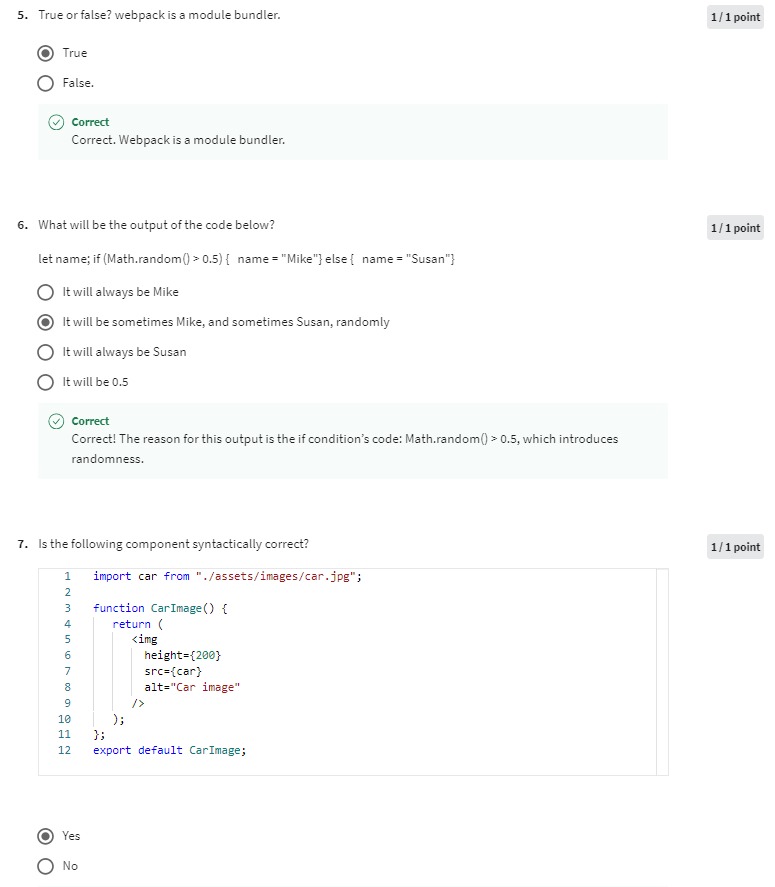 5. True or false? webpack is a module bundler.
1 / 1 point
True
False.
Correct
Correct. Webpack is a module bundler.
6. What will be the output of the code below?
1 / 1 point
let name; if (Math.random() > 0.5) { name = "Mike"} else { name = "Susan"}
It will always be Mike
It will be sometimes Mike, and sometimes Susan, randomly
It will always be Susan
It will be 0.5
Correct
Correct! The reason for this output is the if condition's code: Math.random() > 0.5, which introduces
randomness.
7. Is the following component syntactically correct?
1 / 1 point
1 import car from "./assets/images/car.jpg";
2
3 function CarImage() {
4 return (
5 <img
6 height={200}
7 src={car}
8 alt="Car image"
9 />
10 );
11 };
12 export default CarImage;
Yes
No